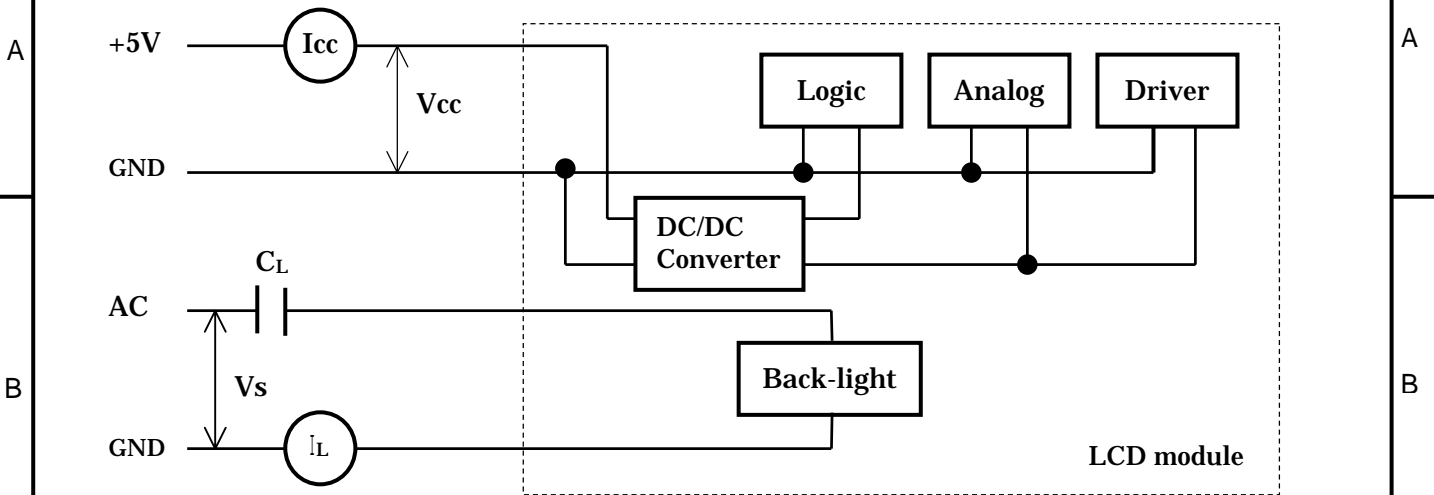 A
A
+5V
Icc
Logic
Analog
Driver
Vcc
GND
DC/DC
Converter
CL
AC
Back-light
Vs
B
B
GND
IL
LCD module